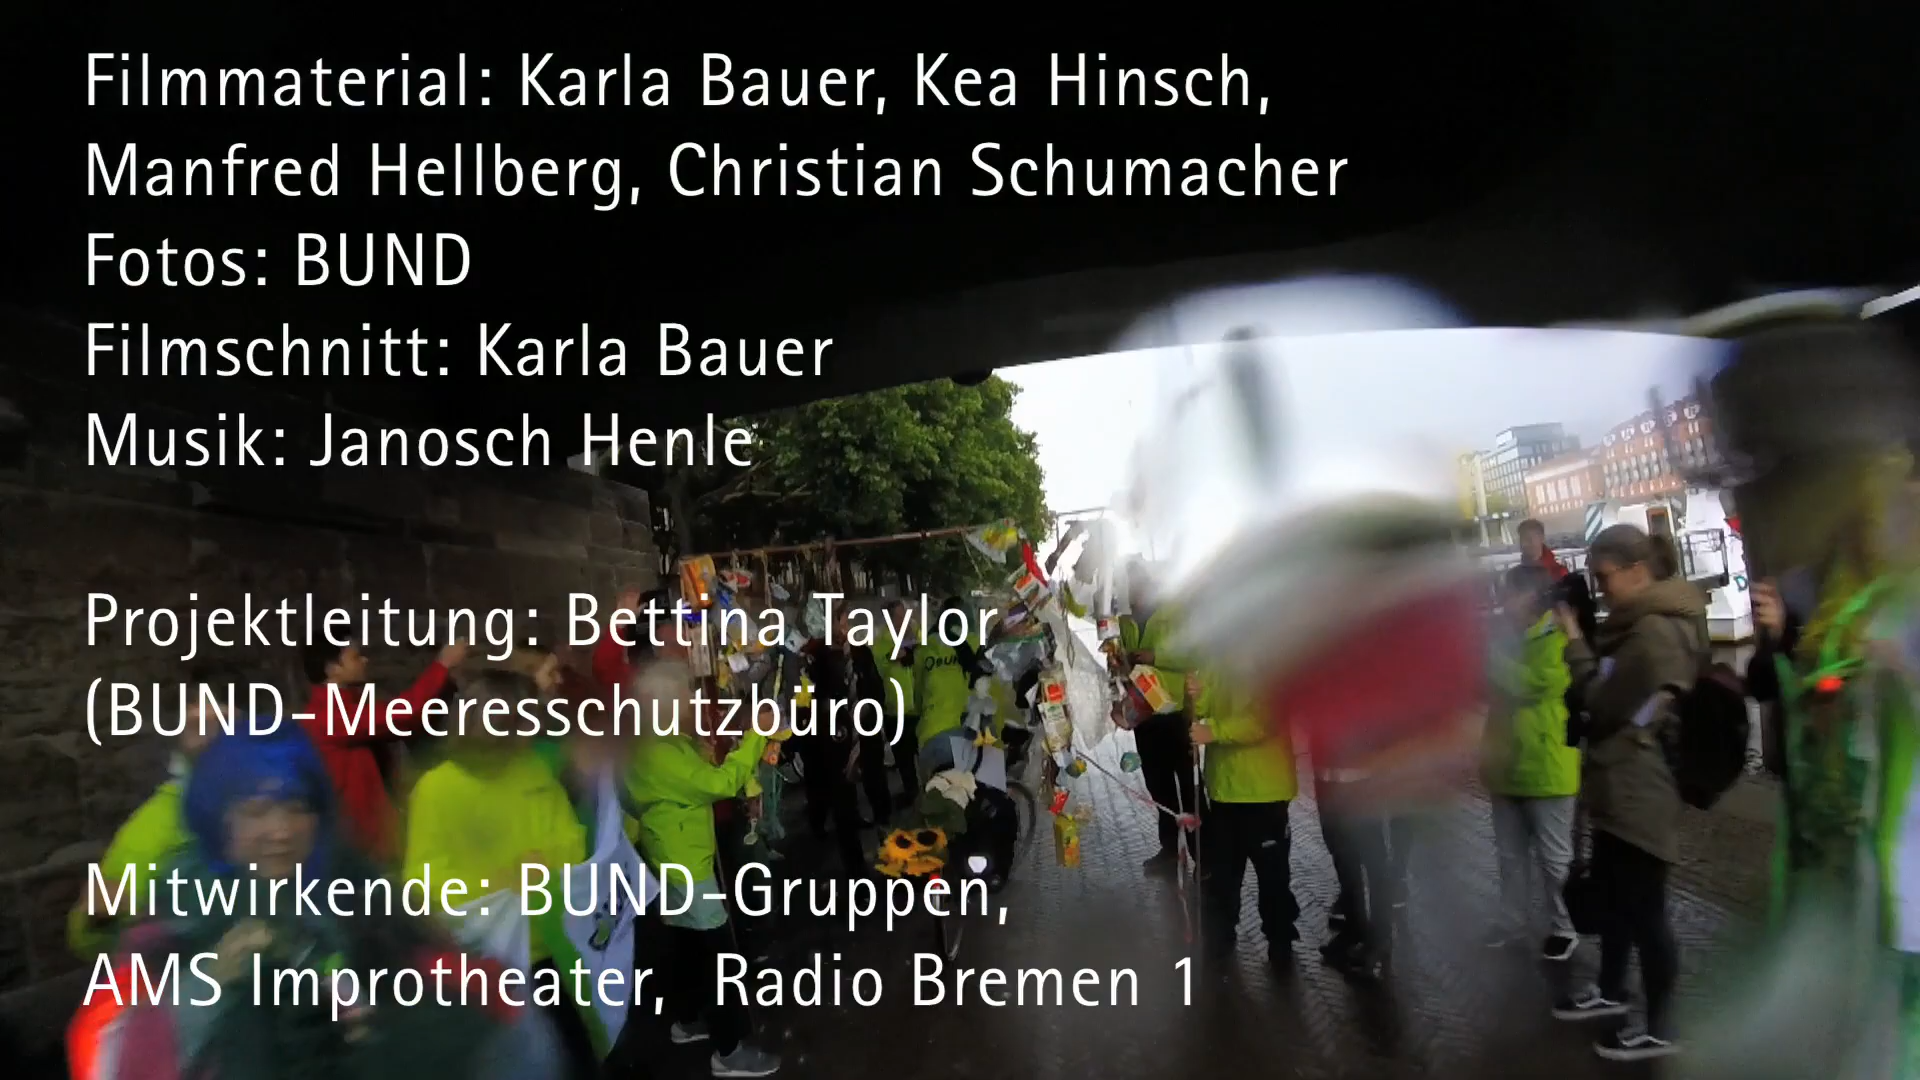 Filmmaterial: Karla Bauer, Kea Hinsch,
Manfred Hellberg, Christian Schumacher
Fotos: BUND
Filmschnitt: Karla Bauer
Musik: Janosch Henle
Projektleitung: Bettina Taylor
(BUND-Meeresschutzbüro)
Mitwirkende: BUND-Gruppen,
AMS Improtheater, Radio Bremen 1